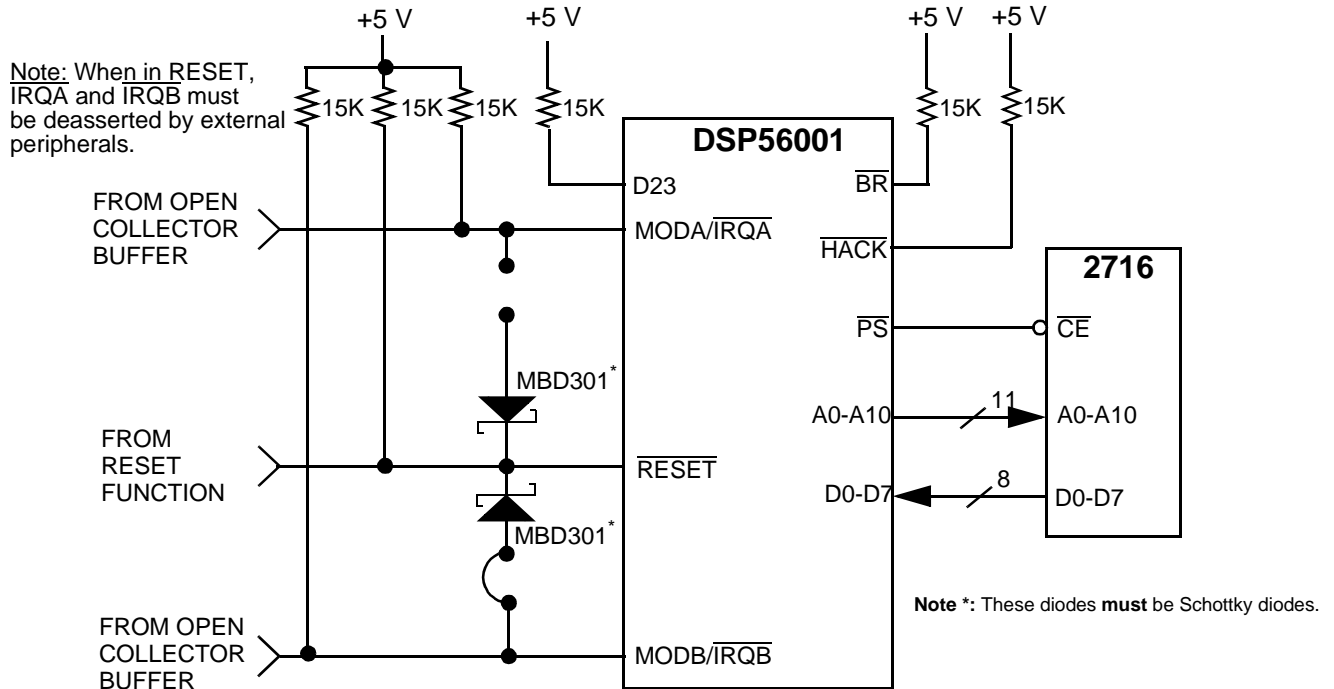 +5 V
+5 V
+5 V
+5 V
Note: When in RESET,
IRQA and IRQB must
be deasserted by external
peripherals.
15K
15K
15K
15K
15K
15K
DSP56001
D23
BR
FROM OPEN
COLLECTOR
BUFFER
MODA/IRQA
HACK
2716
PS
CE
MBD301*
A0-A10
11
A0-A10
FROM
RESET
FUNCTION
RESET
D0-D7
8
D0-D7
MBD301*
Note *: These diodes must be Schottky diodes.
FROM OPEN
COLLECTOR
BUFFER
MODB/IRQB